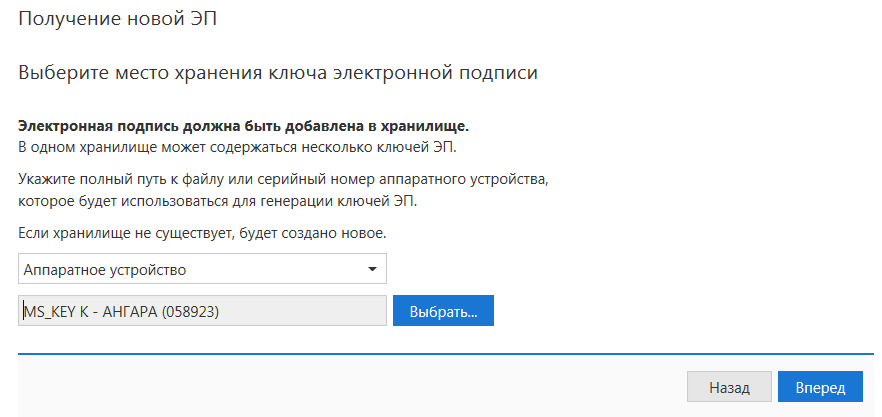 Получение новой ЭП
Выберите место хранения ключа электронной подписи
Электронная подпись должна быть добавлена в хранилище.
В одном хранилище может содержаться несколько ключей ЭП.
Укажите полный путь к файлу или серийный номер аппаратного устройства,
которое будет использоваться для генерации ключей ЭП.
Если хранилище не существует, будет создано новое.
Аппаратное устройство
MS_KEY K - АНГАРА (058923)
Выбрать...
Назад
Вперед